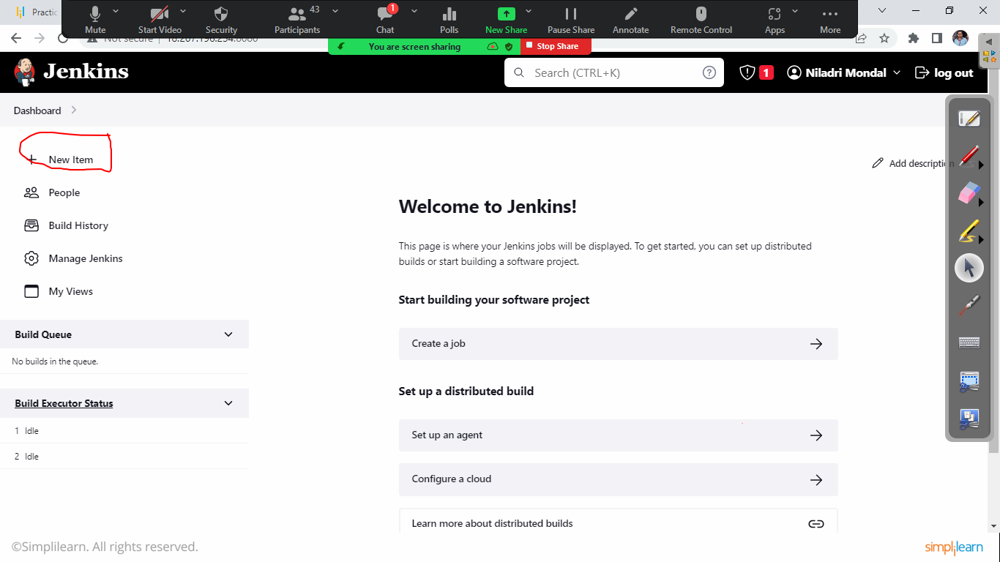 Practic
43
1
Mute
Start Video
Security
Participants
Chat
Polls
New Share
Pause Share
Annotate
Remote Control
Apps
More
You are screen sharing
Stop Share
Jenkins
Search (CTRL+K)
?
1
Niladri Mondal
log out
Dashboard
New Item
Add descripti
People
Build History
Manage Jenkins
My Views
Build Queue
No builds in the queue.
Build Executor Status
1 Idle
2 Idle
Welcome to Jenkins!
This page is where your Jenkins jobs will be displayed. To get started, you can set up distributed
builds or start building a software project.
Start building your software project
Create a job
Set up a distributed build
Set up an agent
Configure a cloud
Learn more about distributed builds
©Simplilearn. All rights reserved.
simplilearn